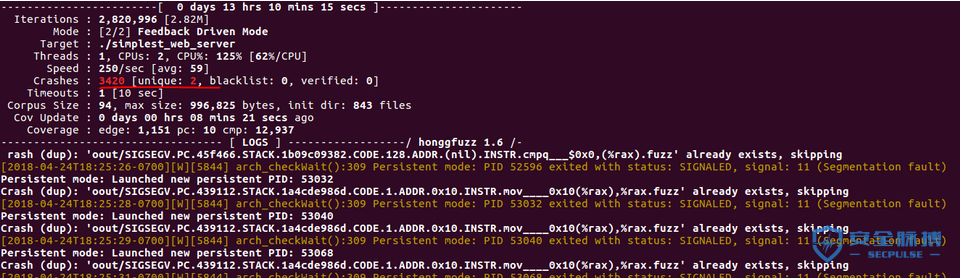 ------------------------[  0 days 13 hrs 10 mins 15 secs ]----------------------
Iterations : 2,820,996 [2.82M]
Mode : [2/2] Feedback Driven Mode
Target : ./simplest_web_server
Threads : 1, CPUs: 2, CPU%: 125% [62%/CPU]
Speed : 250/sec [avg: 59]
Crashes : 3420 [unique: 2, blacklist: 0, verified: 0]
Timeouts : 1 [10 sec]
Corpus Size : 94, max size: 996,825 bytes, init dir: 843 files
Cov Update : 0 days 00 hrs 08 mins 21 secs ago
Coverage : edge: 1,151 pc: 10 cmp: 12,937
---------------------------------- [ LOGS ] ------------------/ honggfuzz 1.6 /-
rash (dup): 'oout/SIGSEGV.PC.45f466.STACK.1b09c09382.CODE.128.ADDR.(nil).INSTR.cmpq___$0x0,(%rax).fuzz' already exists, skipping
[2018-04-24T18:25:26-0700][W][5844] arch_checkWait():309 Persistent mode: PID 52596 exited with status: SIGNALED, signal: 11 (Segmentation fault)
Persistent mode: Launched new persistent PID: 53032
Crash (dup): 'oout/SIGSEGV.PC.439112.STACK.1a4cde986d.CODE.1.ADDR.0x10.INSTR.mov____0x10(%rax),%rax.fuzz' already exists, skipping
[2018-04-24T18:25:28-0700][W][5844] arch_checkWait():309 Persistent mode: PID 53032 exited with status: SIGNALED, signal: 11 (Segmentation fault)
Persistent mode: Launched new persistent PID: 53040
Crash (dup): 'oout/SIGSEGV.PC.439112.STACK.1a4cde986d.CODE.1.ADDR.0x10.INSTR.mov____0x10(%rax),%rax.fuzz' already exists, skipping
[2018-04-24T18:25:29-0700][W][5844] arch_checkWait():309 Persistent mode: PID 53040 exited with status: SIGNALED, signal: 11 (Segmentation fault)
Persistent mode: Launched new persistent PID: 53068
Crash (dup): 'oout/SIGSEGV.PC.439112.STACK.1a4cde986d.CODE.1.ADDR.0x10.INSTR.mov____0x10(%rax),%rax.fuzz' already exists, skipping
安全脉搏
SECPULSE